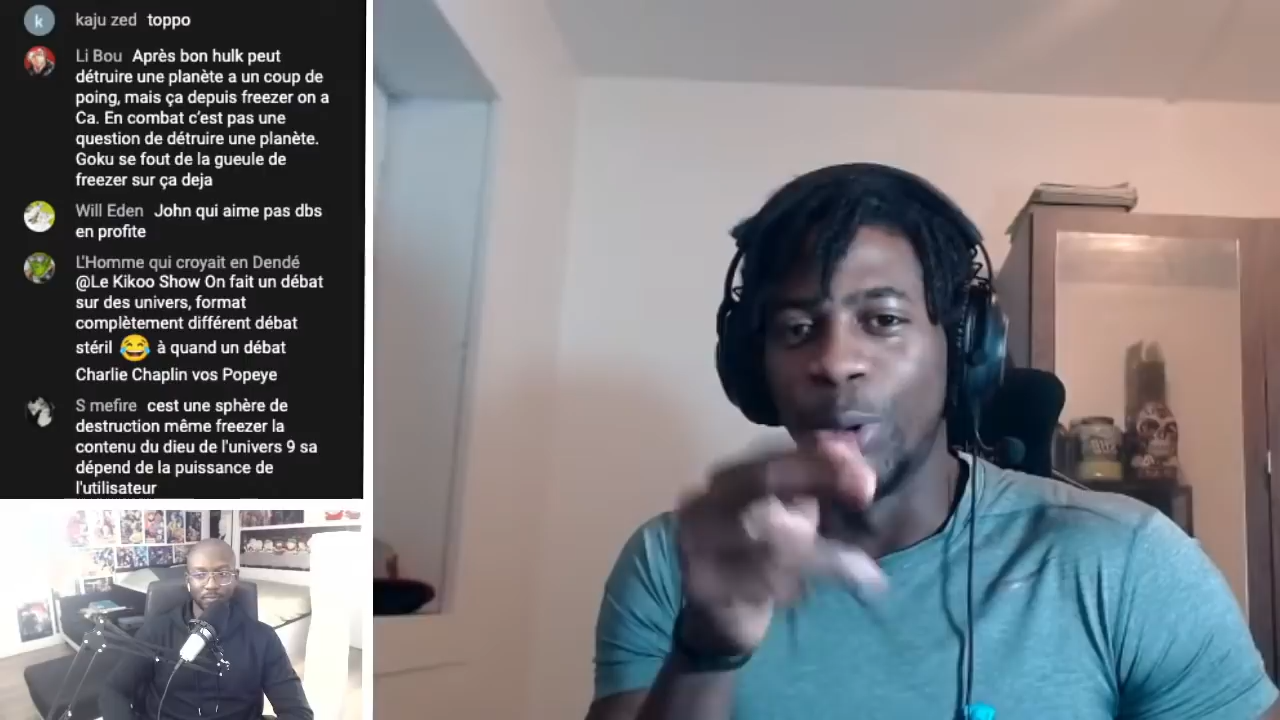 k
kaju zed toppo
Li Bou Après bon hulk peut
détruire une planète a un coup de
poing, mais ça depuis freezer on a
Ca. En combat c'est pas une
question de détruire une planète.
Goku se fout de la gueule de
freezer sur ça deja
Will Eden John qui aime pas dbs
en profite
L'Homme qui croyait en Dendé
@Le Kikoo Show On fait un débat
sur des univers, format
complètement différent débat
stéril 😂 à quand un débat
Charlie Chaplin vos Popeye
S mefire cest une sphère de
destruction même freezer la
contenu du dieu de l'univers 9 sa
dépend de la puissance de
l'utilisateur